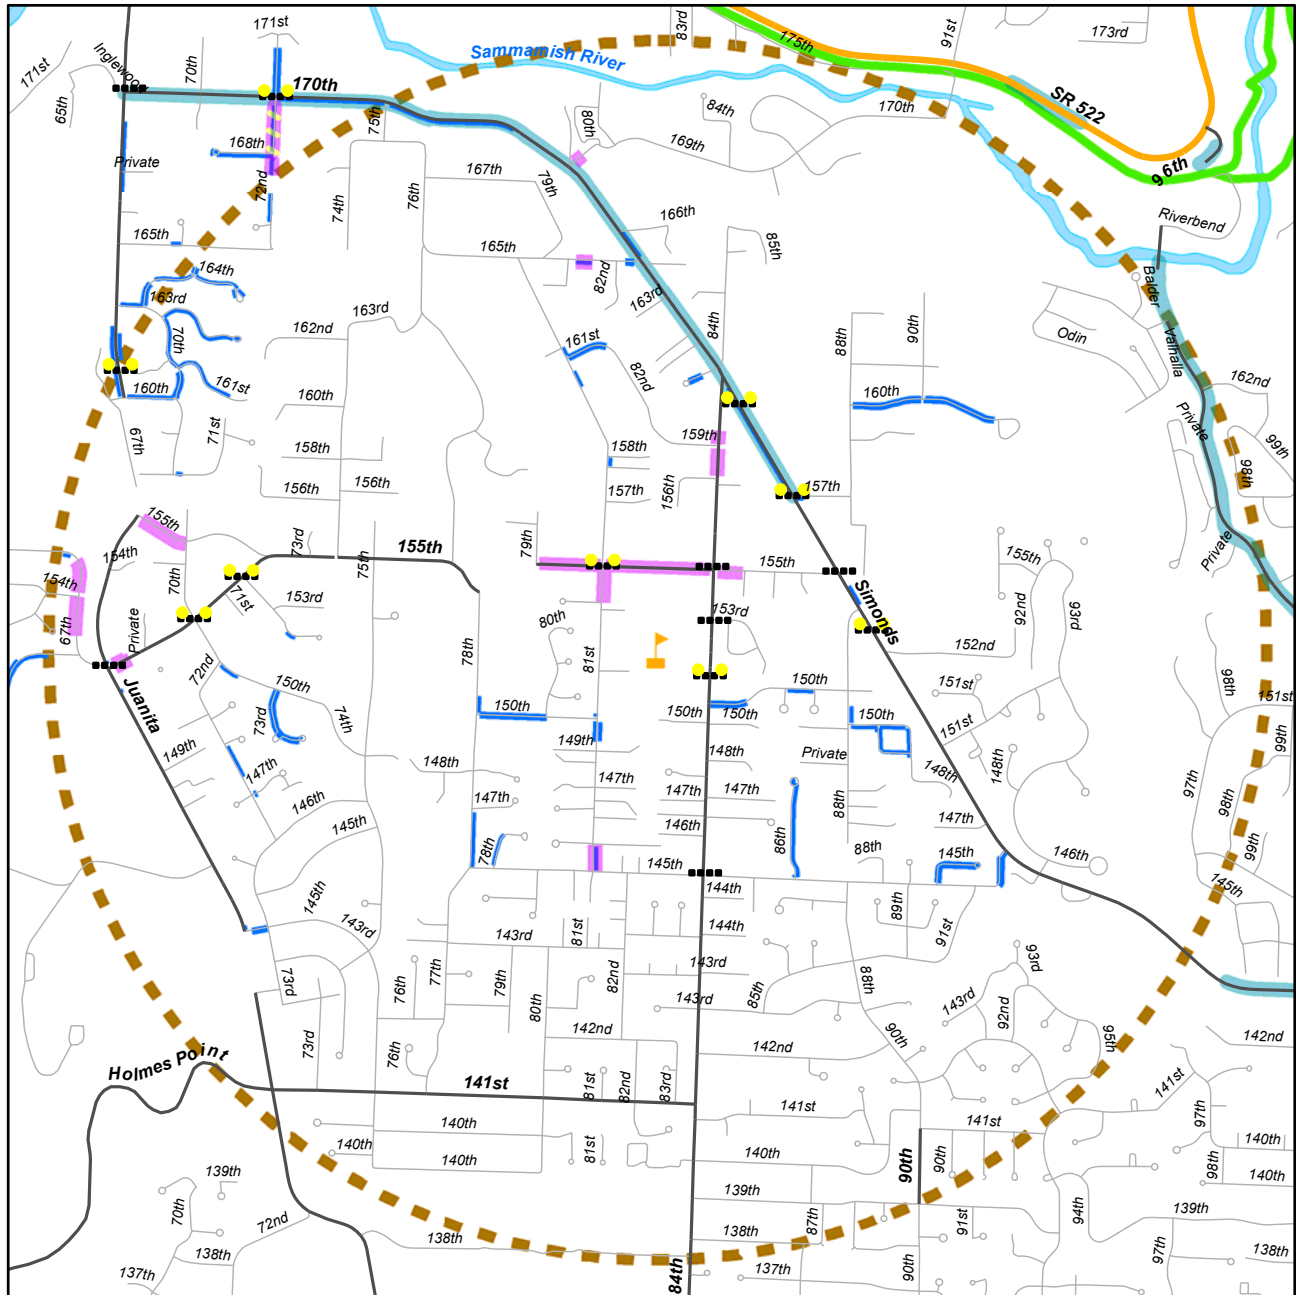 171st
83rd
91st
173rd
175th
Sammamish River
Inglewood
70th
171st
65th
170th
75th
80th
84th
170th
SR 522
96th
169th
168th
Private
72nd
167th
79th
74th
76th
166th
85th
Riverbend
165th
165th
82nd
164th
163rd
163rd
163rd
Balder
Valhalla
84th
88th
90th
Odin
162nd
161st
70th
82nd
162nd
160th
161st
160th
160th
Private
67th
71st
158th
159th
158th
99th
98th
156th
156th
157th
156th
157th
155th
154th
73rd
155th
75th
79th
155th
155th
Private
154th
70th
71st
153rd
153rd
80th
Simonds
92nd
93rd
67th
Private
72nd
78th
81st
152nd
98th
Juanita
150th
73rd
74th
150th
150th
150th
150th
150th
151st
151st
151st
149th
147th
149th
148th
148th
Private
148th
148th
99th
97th
98th
147th
147th
147th
147th
146th
145th
147th
146th
88th
86th
88th
78th
145th
145th
146th
99th
145th
144th
145th
143rd
143rd
81st
144th
89th
91st
73rd
76th
77th
79th
80th
82nd
143rd
143rd
85th
88th
93rd
143rd
92nd
95th
142nd
142nd
90th
142nd
73rd
76th
Holmes Point
141st
81st
82nd
83rd
141st
141st
141st
97th
140th
140th
140th
81st
140th
90th
90th
140th
98th
140th
139th
70th
72nd
139th
87th
91st
94th
139th
138th
138th
138th
97th
138th
137th
84th
137th
90th